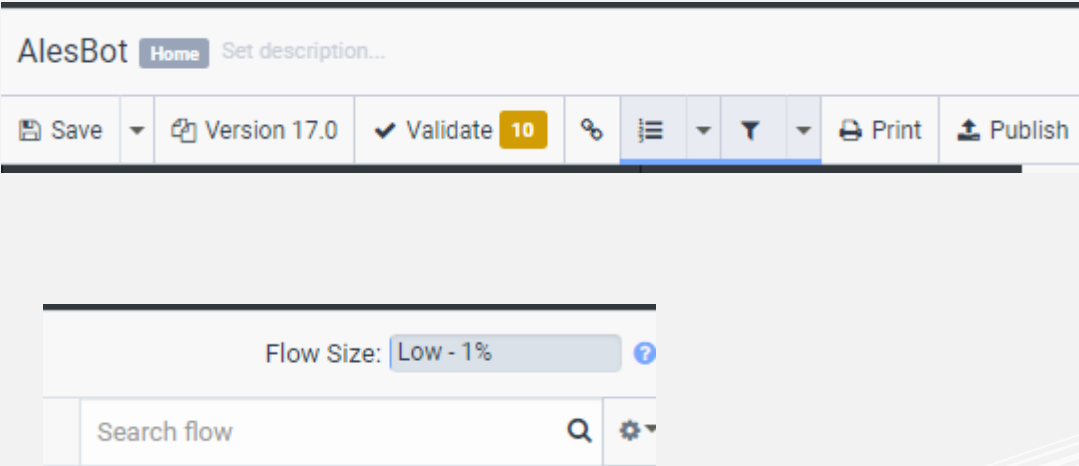 AlesBot Home Set description...
Save Version 17.0 Validate 10 Print Publish
Flow Size: Low - 1%
Search flow